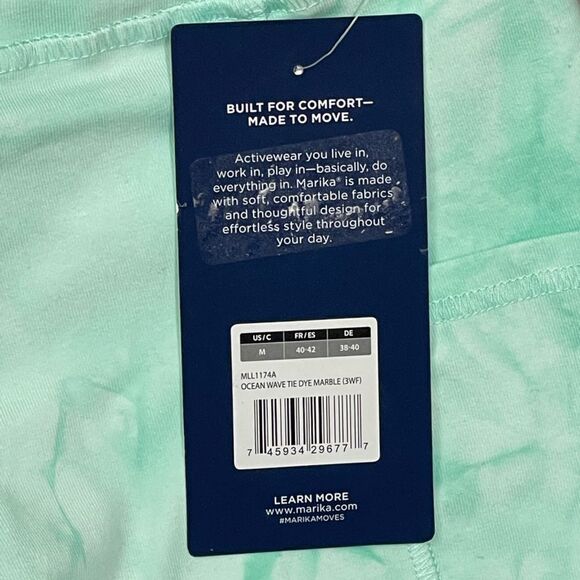 BUILT FOR COMFORT—
MADE TO MOVE.
Activewear you live in,
work in, play in—basically, do
everything in. Marika® is made
with soft, comfortable fabrics
and thoughtful design for
effortless style throughout
your day.
US/C FR/ES DE
M 40-42 38-40
MLL1174A
OCEAN WAVE TIE DYE MARBLE (3WF)
7 45934 29677 7
LEARN MORE
www.marika.com
#MARIKAMOVES